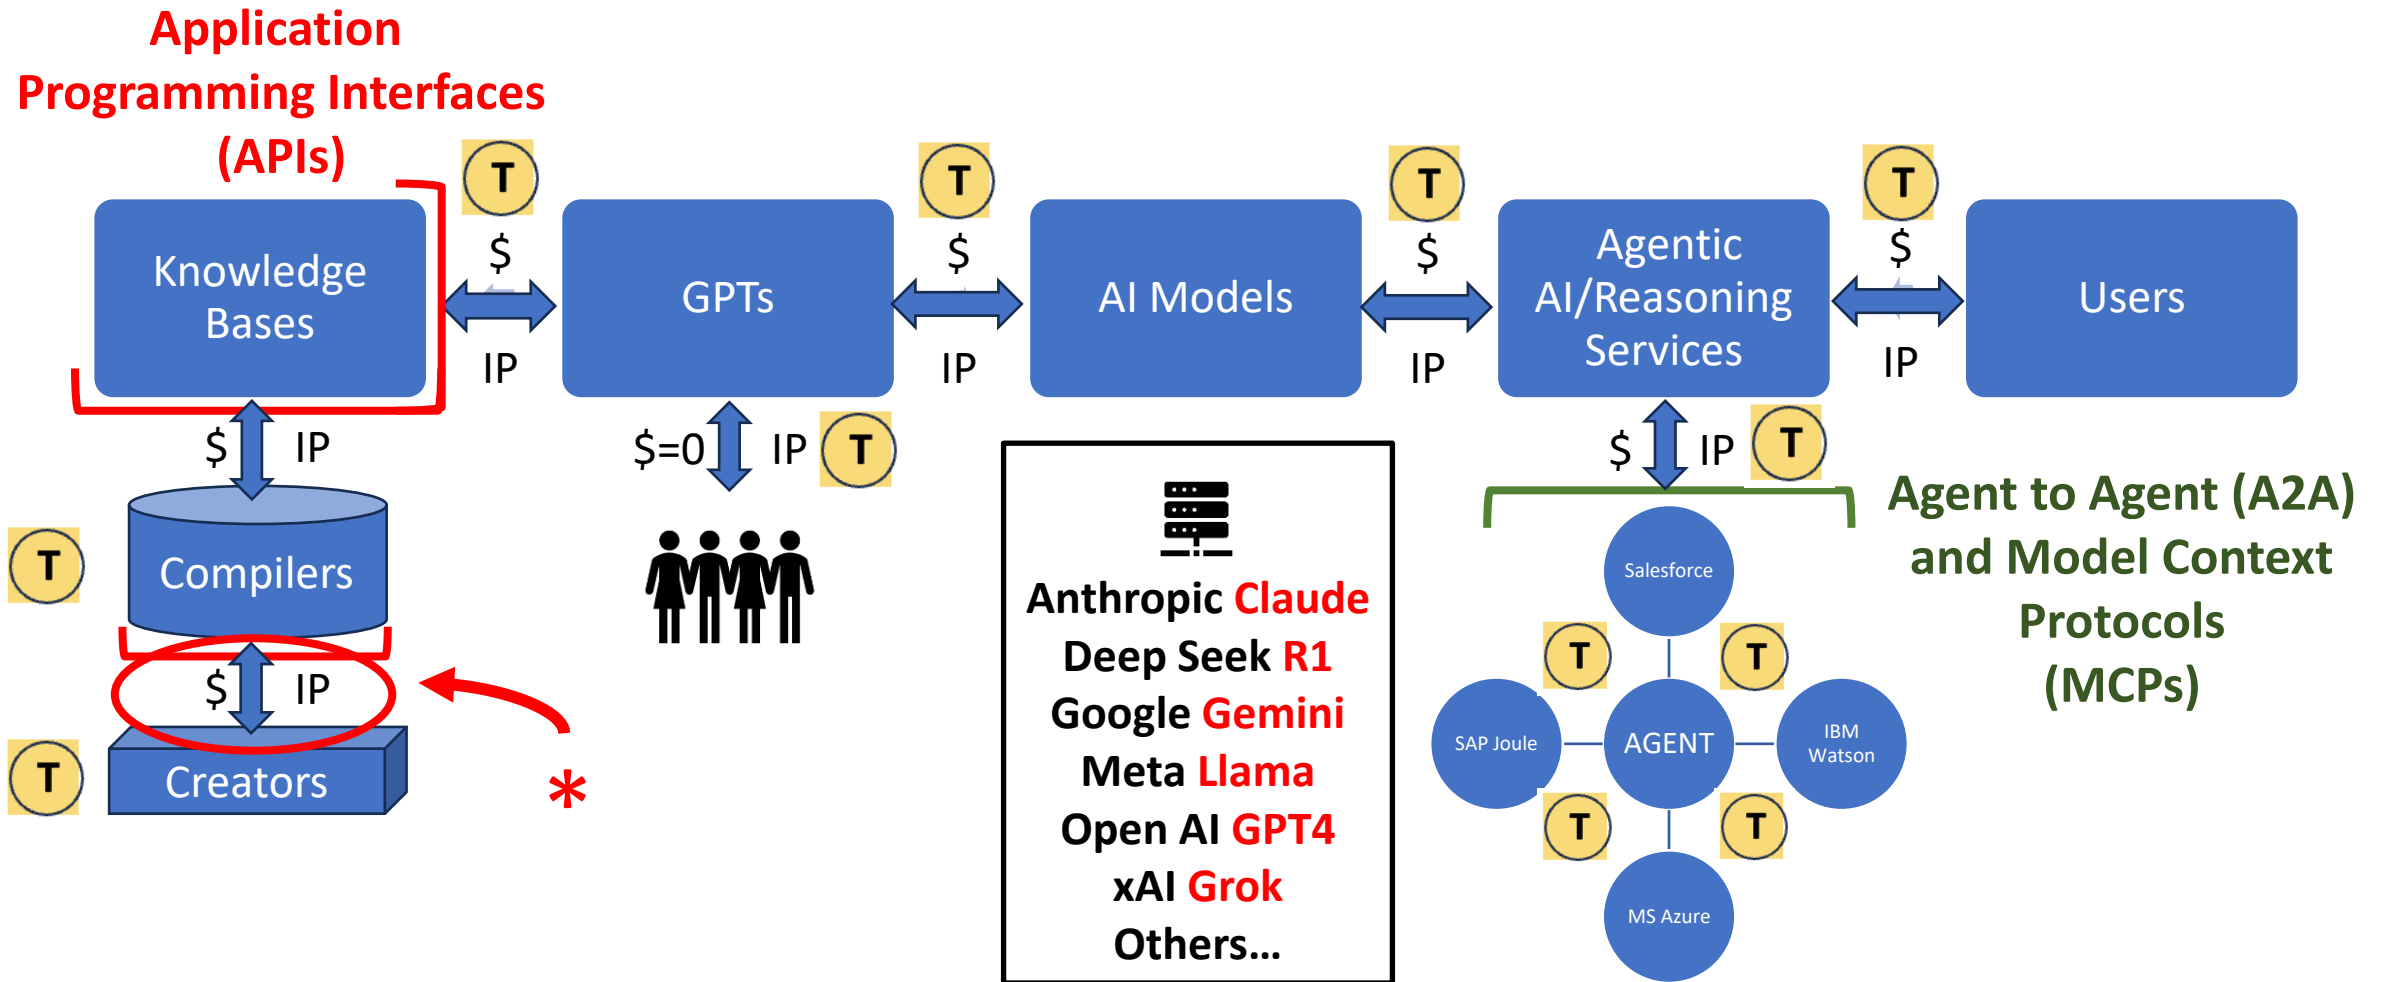 Application
Programming Interfaces
(APIs)
T
T
T
T
$
$
$
$
Knowledge
Bases
GPTs
AI Models
Agentic
AI/Reasoning
Services
Users
IP
IP
IP
IP
$ IP
$=0 IP T
$ IP T
T
Compilers
$ IP
T
Creators
*
Anthropic Claude
Deep Seek R1
Google Gemini
Meta Llama
Open AI GPT4
xAI Grok
Others...
Agent to Agent (A2A)
and Model Context
Protocols
(MCPs)
Salesforce
T
T
SAP Joule
AGENT
IBM
Watson
T
T
MS Azure